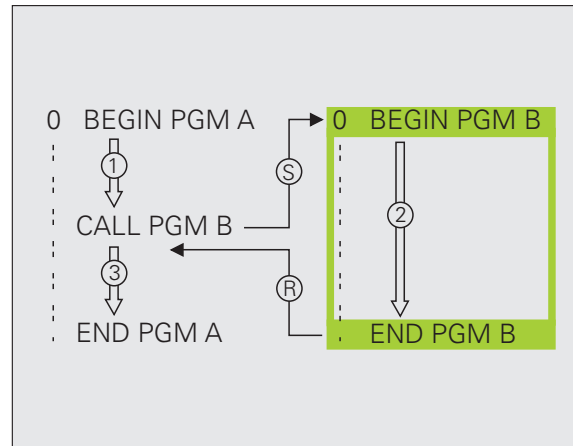 0 BEGIN PGM A
1
CALL PGM B
3
END PGM A
S
R
0 BEGIN PGM B
2
END PGM B